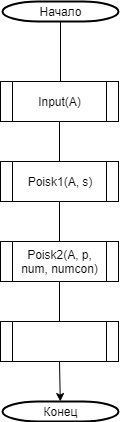 Начало
Input(A)
Poisk1(A, s)
Poisk2(A, p,
num, numcon)
Конец